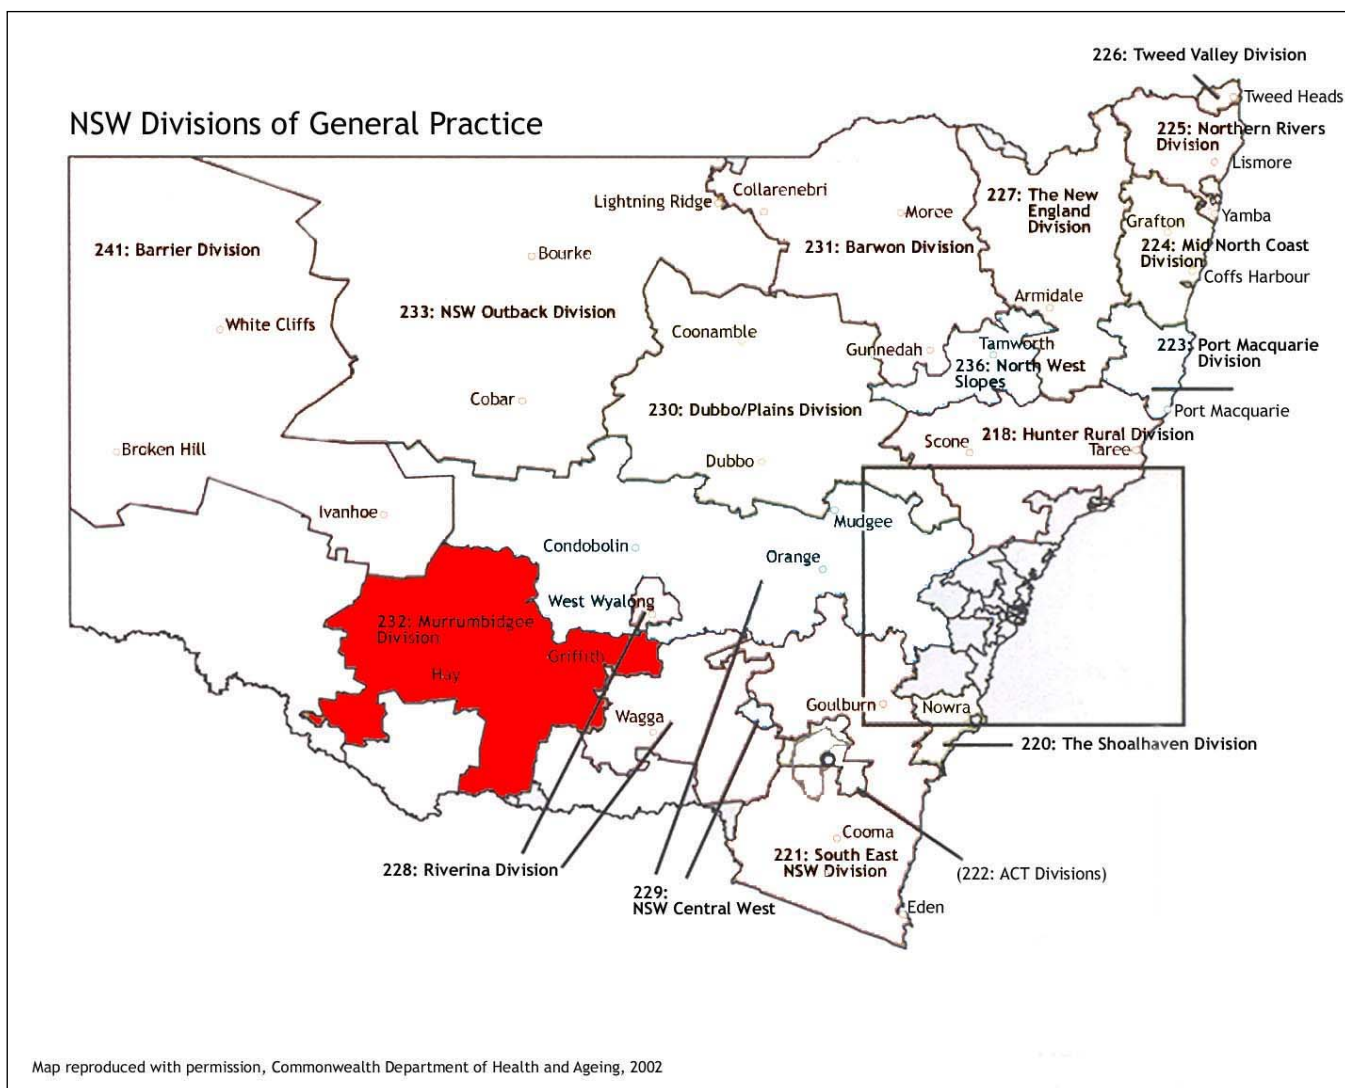 226: Tweed Valley Division
Tweed Heads
NSW Divisions of General Practice
225: Northern Rivers
Division
Lismore
Collarenebri
Lightning Ridge
Moree
227: The New
England
Division
Grafton
Yamba
241: Barrier Division
Bourke
231: Barwon Division
224: Mid North Coast
Division
Coffs Harbour
Armidale
233: NSW Outback Division
White Cliffs
Coonamble
Gunnedah
Tamworth
223: Port Macquarie
Division
236: North West
Slopes
Cobar
230: Dubbo/Plains Division
Port Macquarie
218: Hunter Rural Division
Scone
Taree
Broken Hill
Dubbo
Ivanhoe
Mudgee
Condobolin
Orange
West Wyalong
232: Murrumbidgee
Division
Griffith
Hay
Goulburn
Nowra
Wagga
220: The Shoalhaven Division
Cooma
221: South East
NSW Division
228: Riverina Division
(222: ACT Divisions)
229:
NSW Central West
Eden
Map reproduced with permission, Commonwealth Department of Health and Ageing, 2002